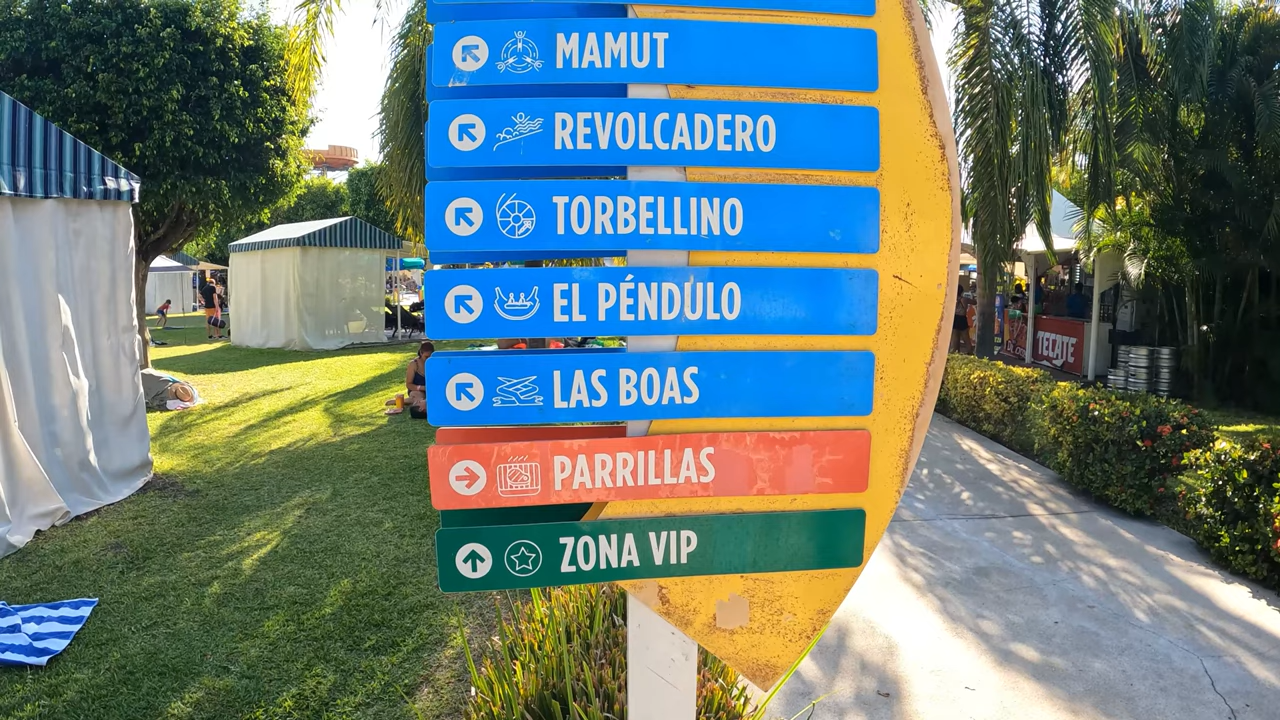 MAMUT
REVOLCADERO
TORBELLINO
EL PÉNDULO
LAS BOAS
PARRILLAS
ZONA VIP
TECATE